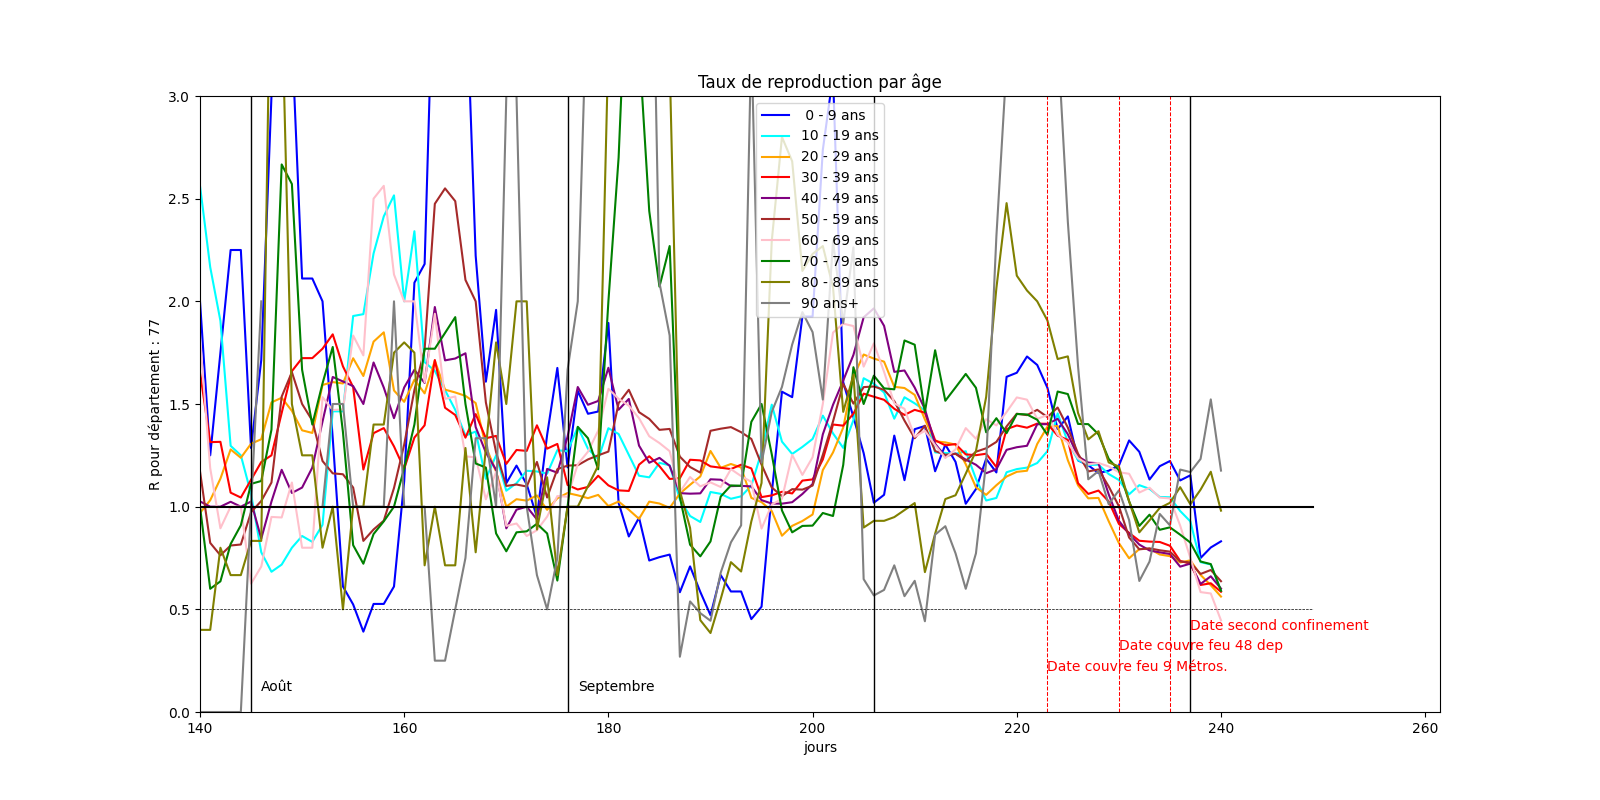 Taux de reproduction par âge
R pour département : 77
3.0
2.5
2.0
1.5
1.0
0.5
0.0
0 - 9 ans
10 - 19 ans
20 - 29 ans
30 - 39 ans
40 - 49 ans
50 - 59 ans
60 - 69 ans
70 - 79 ans
80 - 89 ans
90 ans+
Date second confinement
Date couvre feu 48 dep
Date couvre feu 9 Métros.
Août
Septembre
140
160
180
200
220
240
260
jours